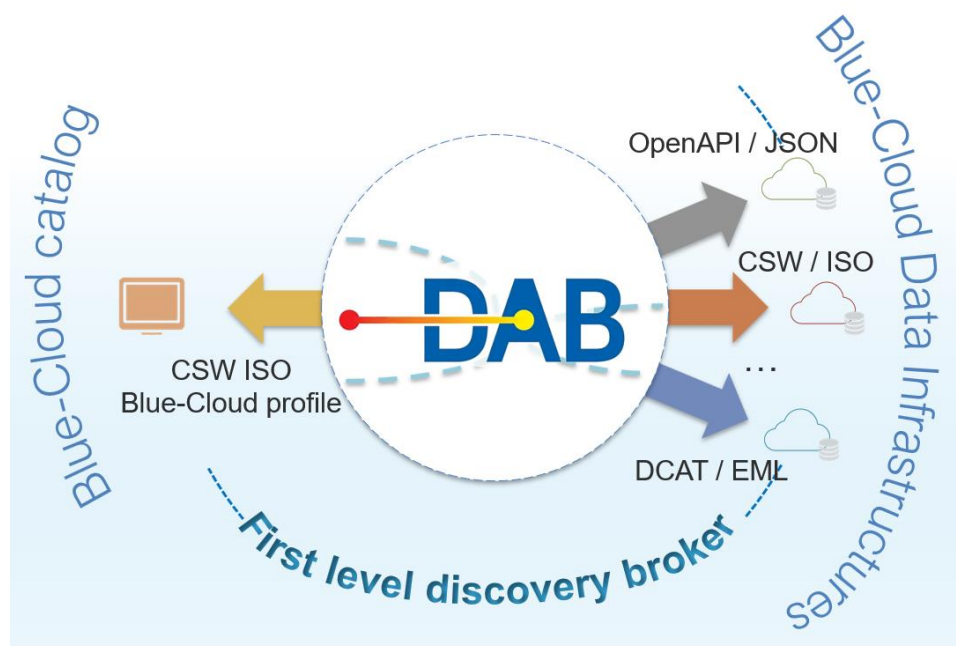 Blue-Cloud catalog
CSW ISO
Blue-Cloud profile
DAB
OpenAPI / JSON
CSW / ISO
...
DCAT / EML
Blue-Cloud Data Infrastructures
First level discovery broker